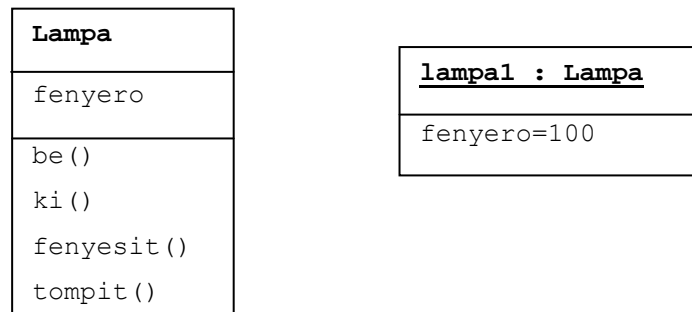 Lampa
fenyero
be()
ki()
fenyesit()
tompit()
lampa1 : Lampa
fenyero=100